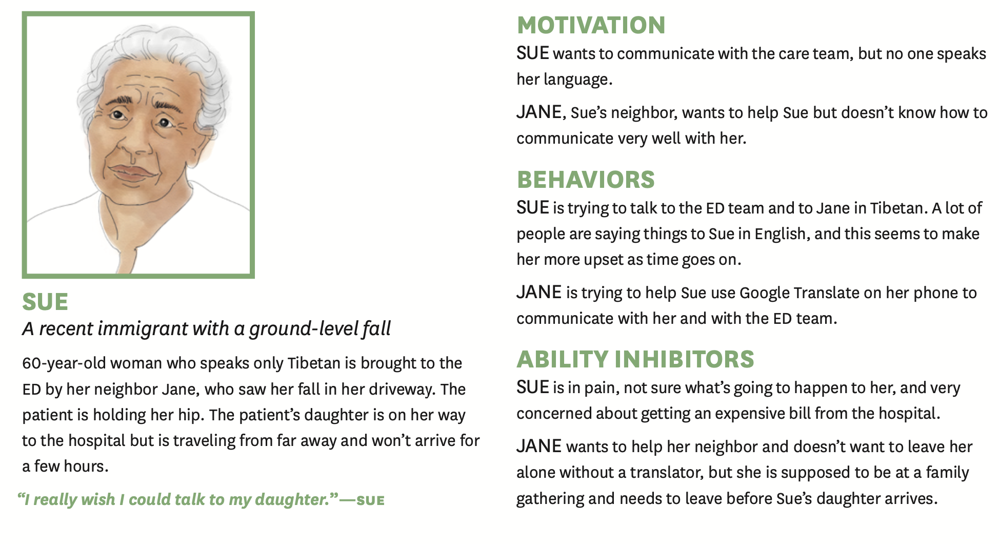 SUE
A recent immigrant with a ground-level fall
60-year-old woman who speaks only Tibetan is brought to the
ED by her neighbor Jane, who saw her fall in her driveway. The
patient is holding her hip. The patient’s daughter is on her way
to the hospital but is traveling from far away and won’t arrive for
a few hours.
“I really wish I could talk to my daughter.”—SUE
MOTIVATION
SUE wants to communicate with the care team, but no one speaks
her language.
JANE, Sue’s neighbor, wants to help Sue but doesn’t know how to
communicate very well with her.
BEHAVIORS
SUE is trying to talk to the ED team and to Jane in Tibetan. A lot of
people are saying things to Sue in English, and this seems to make
her more upset as time goes on.
JANE is trying to help Sue use Google Translate on her phone to
communicate with her and with the ED team.
ABILITY INHIBITORS
SUE is in pain, not sure what’s going to happen to her, and very
concerned about getting an expensive bill from the hospital.
JANE wants to help her neighbor and doesn’t want to leave her
alone without a translator, but she is supposed to be at a family
gathering and needs to leave before Sue’s daughter arrives.